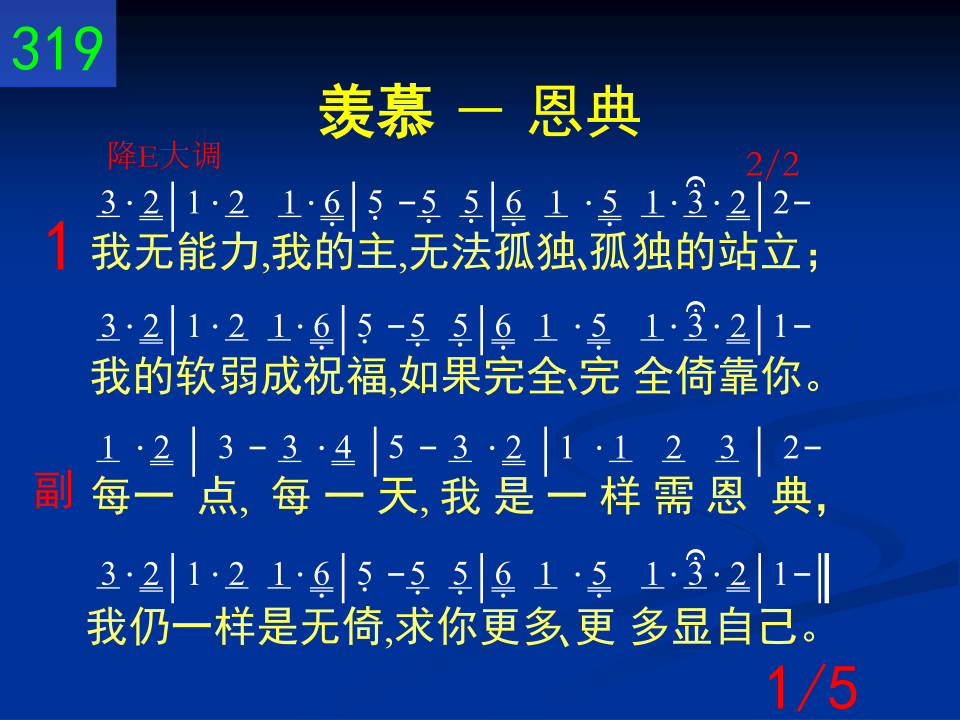 319
羡慕 － 恩典
降E大调
2/2
3·2|1·2 1·6|5 -5 5|6 1 ·5 1·3·2|2-
1
我无能力,我的主,无法孤独、孤独的站立；
3·2|1·2 1·6|5 -5 5|6 1 ·5 1·3·2|1-
我的软弱成祝福,如果完全、完 全倚靠你。
1 ·2 | 3 - 3 ·4 |5 - 3 ·2 |1 ·1 2 3 | 2-
副
每一 点, 每 一 天, 我 是 一 样 需 恩 典，
3·2|1·2 1·6|5 -5 5|6 1 ·5 1·3·2|1-‖
我仍一样是无倚,求你更多、更 多显自己。
1/5